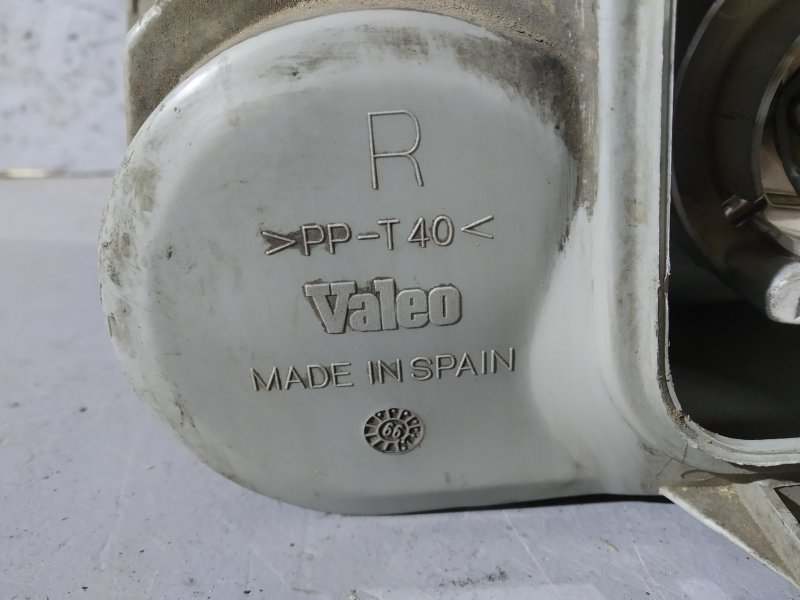 R
>PP-T40<
Valeo
MADE IN SPAIN
99